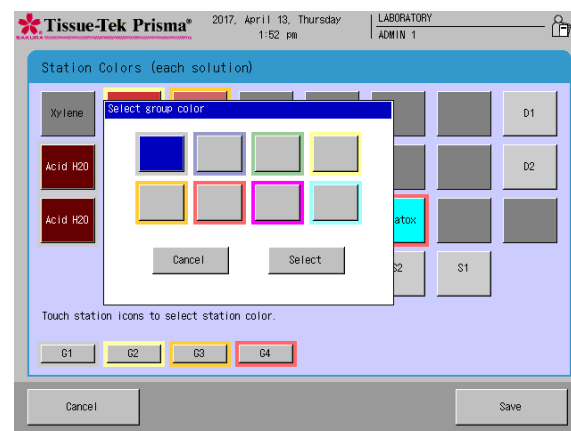 Tissue-Tek Prisma®
SAKURA
2017, April 13, Thursday
1:52 pm
LABORATORY
ADMIN 1
Station Colors (each solution)
Xylene
D1
Select group color
Acid H2O
D2
Acid H2O
atox
Cancel
Select
S2
S1
Touch station icons to select station color.
G1
G2
G3
G4
Cancel
Save